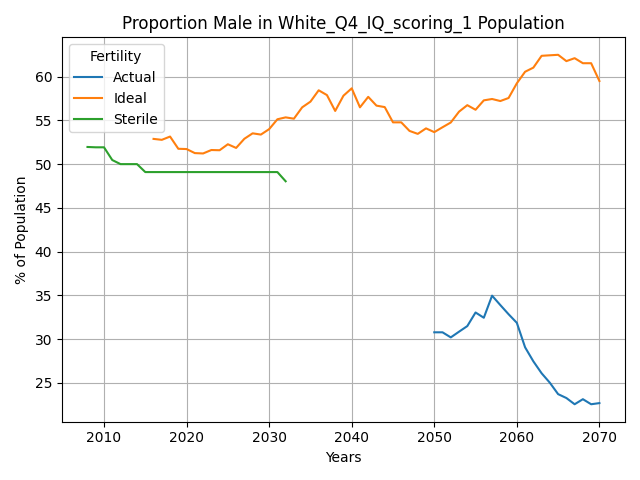 Proportion Male in White_Q4_IQ_scoring_1 Population
Fertility
Actual
Ideal
Sterile
% of Population
60
55
50
45
40
35
30
25
2010 2020 2030 2040 2050 2060 2070
Years